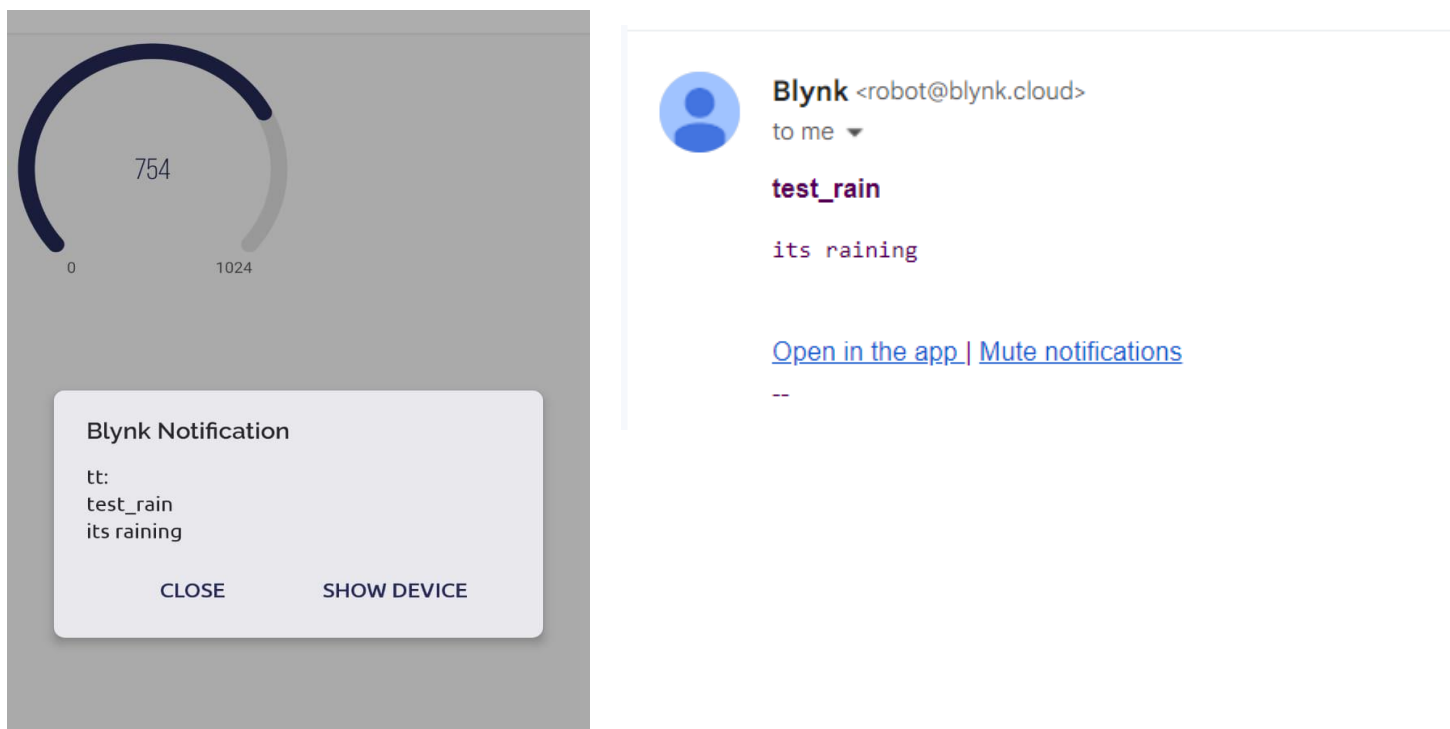 754
0 1024
Blynk Notification
tt:
test_rain
its raining
CLOSE SHOW DEVICE
Blynk <robot@blynk.cloud>
to me
test_rain
its raining
Open in the app | Mute notifications
--